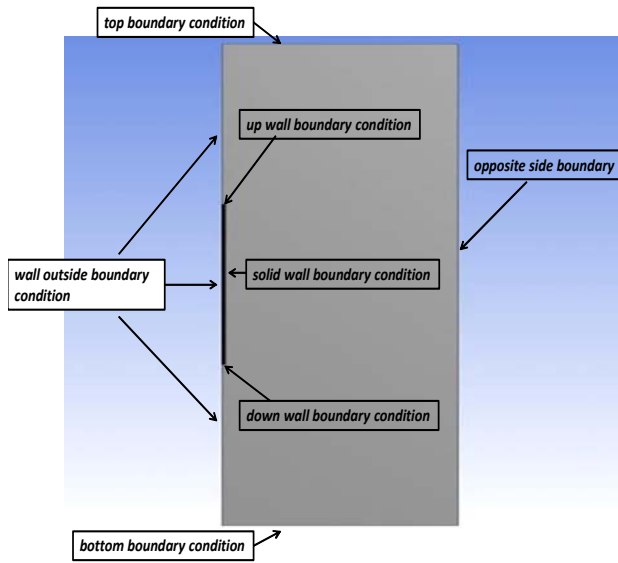 top boundary condition
up wall boundary condition
opposite side boundary
wall outside boundary
condition
solid wall boundary condition
down wall boundary condition
bottom boundary condition